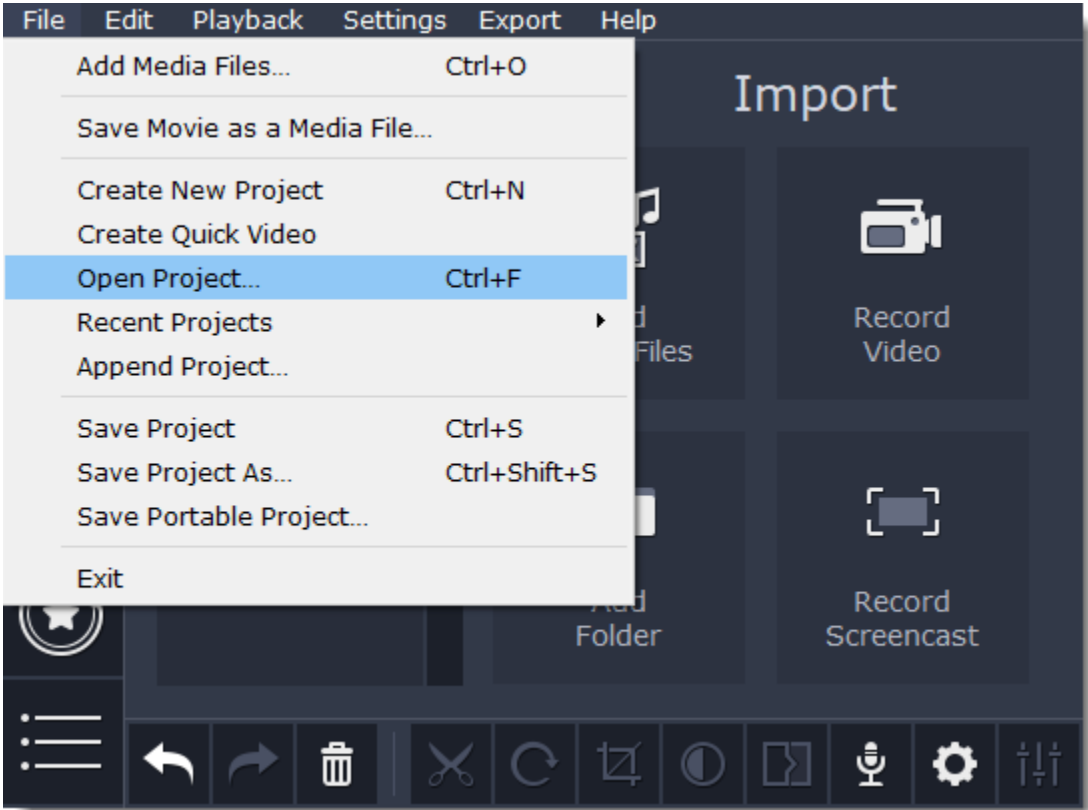 File Edit Playback Settings Export Help
Add Media Files... Ctrl+O
Save Movie as a Media File...
Create New Project Ctrl+N
Create Quick Video
Open Project... Ctrl+F
Recent Projects
Append Project...
Save Project Ctrl+S
Save Project As... Ctrl+Shift+S
Save Portable Project...
Exit
Import
Files
Record
Video
Add
Folder
Record
Screencast